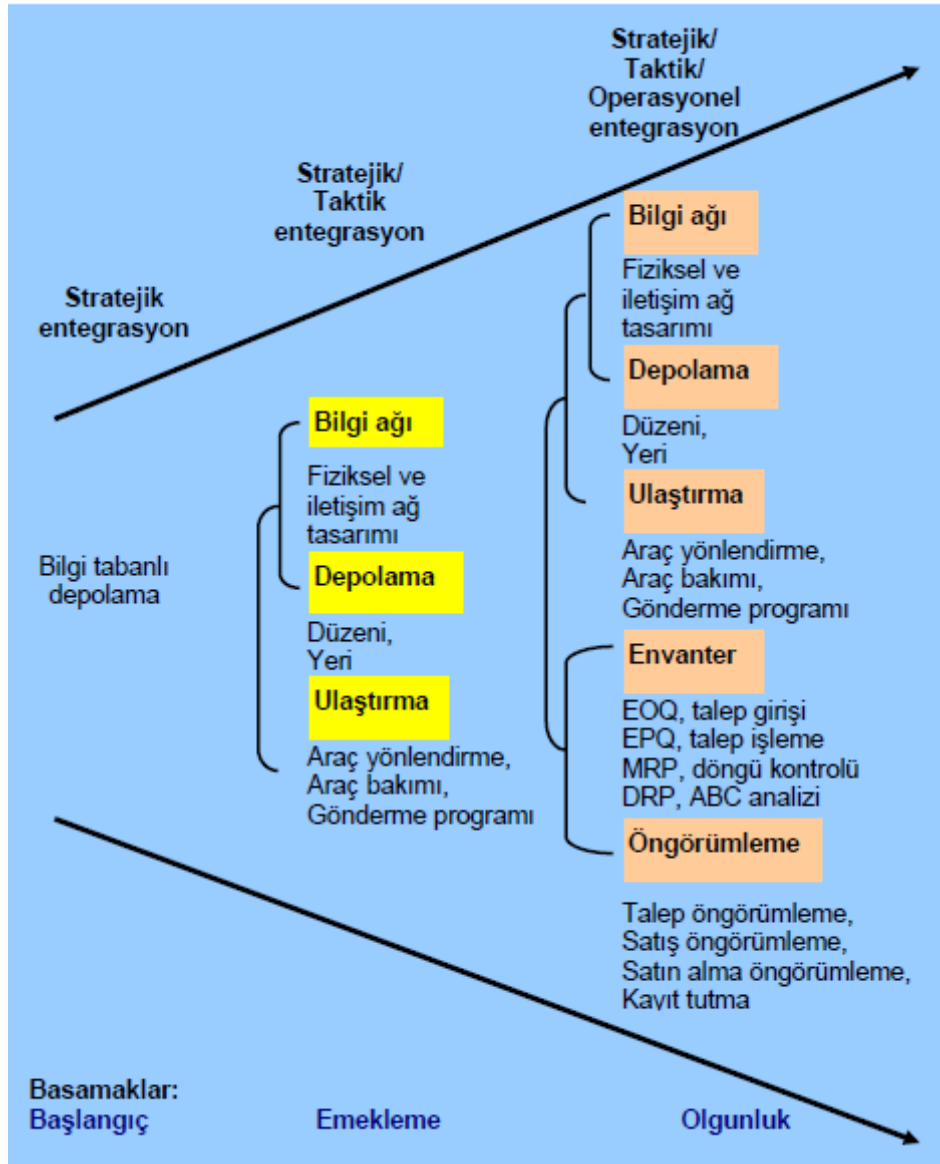 Stratejik/
Taktik/
Operasyonel
entegrasyon
Stratejik/
Taktik
entegrasyon
Stratejik
entegrasyon
Bilgi tabanlı
depolama
Bilgi ağı
Fiziksel ve
iletişim ağ
tasarımı
Depolama
Düzeni,
Yeri
Ulaştırma
Araç yönlendirme,
Araç bakımı,
Gönderme programı
Bilgi ağı
Fiziksel ve
iletişim ağ
tasarımı
Depolama
Düzeni,
Yeri
Ulaştırma
Araç yönlendirme,
Araç bakımı,
Gönderme programı
Envanter
EOQ, talep girişi
EPQ, talep işleme
MRP, döngü kontrolü
DRP, ABC analizi
Öngörümleme
Talep öngörümleme,
Satış öngörümleme,
Satın alma öngörümleme,
Kayıt tutma
Basamaklar:
Başlangıç Emekleme Olgunluk